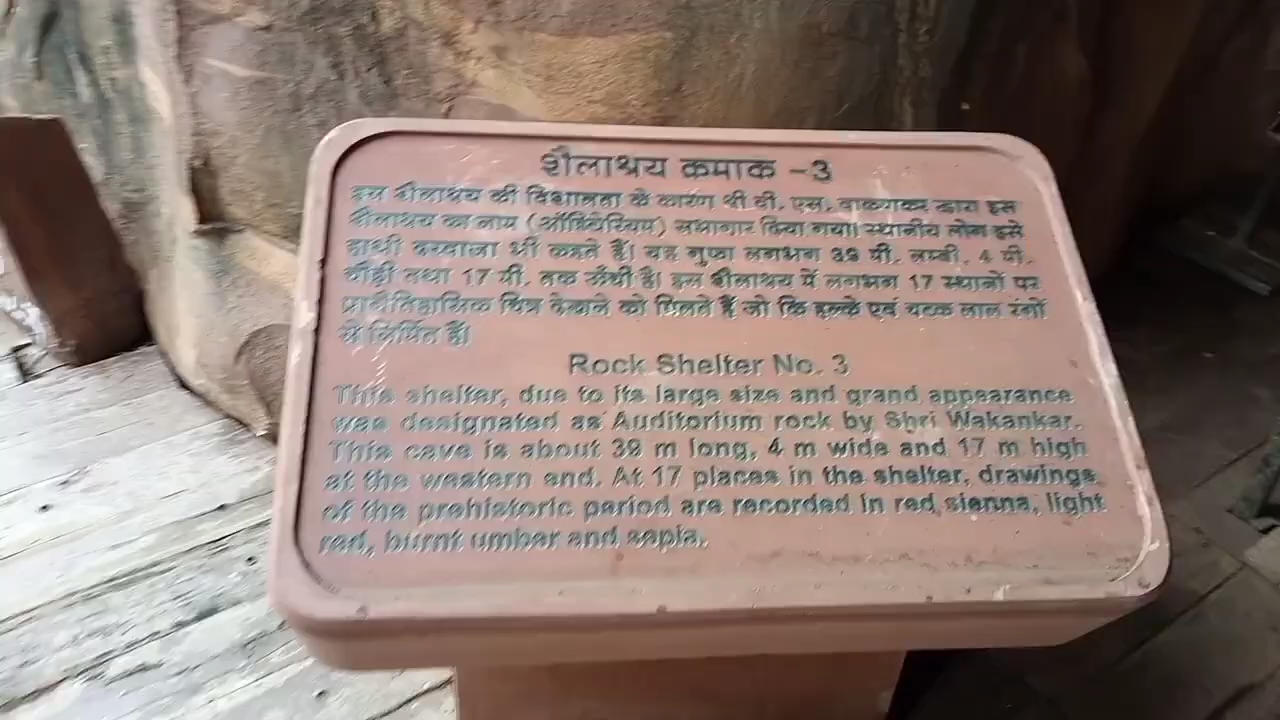 शैलाश्रय क्रमाक -3
इस शैलाश्रय की विशालता के कारण श्री वी. एस. वाकणकर द्वारा इस
शैलाश्रय का नाम (ऑडिटेरियम) सभागार दिया गया। स्थानीय लोग इसे
हाथी दरवाजा भी कहते हैं। यह गुफा लगभग 39 मी. लम्बी, 4 मी.
चौड़ी तथा 17 मी. तक ऊँची है। इस शैलाश्रय में लगभग 17 स्थानों पर
प्रागैतिहासिक चित्र देखने को मिलते हैं जो कि हल्के एवं चटक लाल रंगों
से निर्मित हैं।
Rock Shelter No. 3
This shelter, due to its large size and grand appearance
was designated as Auditorium rock by Shri Wakankar.
This cave is about 39 m long, 4 m wide and 17 m high
at the western end. At 17 places in the shelter, drawings
of the prehistoric period are recorded in red, sienna, light
red, burnt umber and sepia.